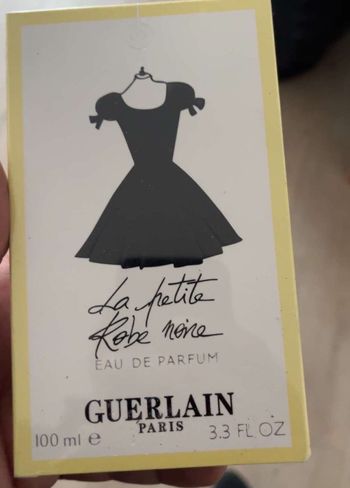 La petite
Robe noire
EAU DE PARFUM
GUERLAIN
PARIS
100 ml e 3.3 FL OZ